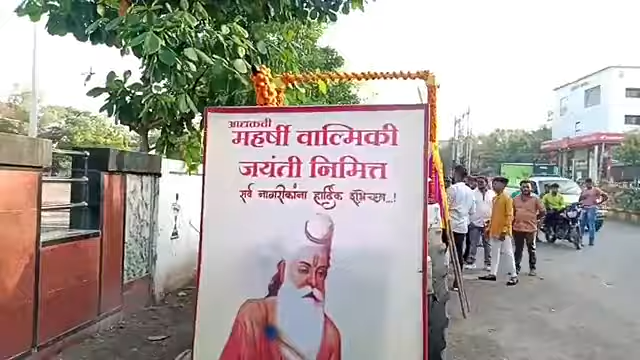 आद्यकवी
महर्षी वाल्मिकी
जयंती निमित्त
सर्व नागरीकांना हार्दिक शुभेच्छा...!